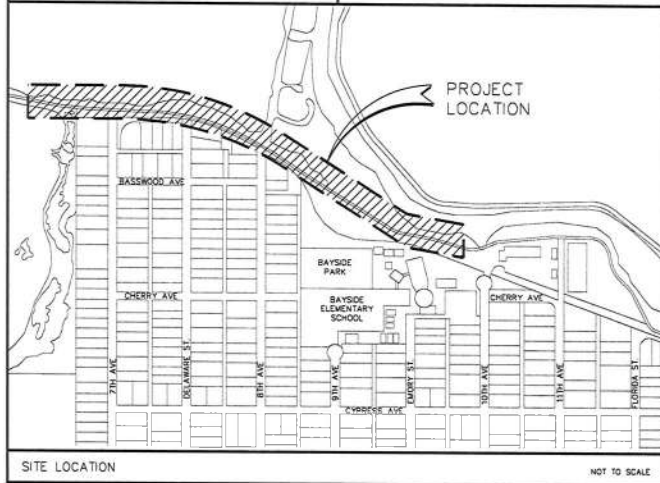 PROJECT
LOCATION
BASSWOOD AVE
BAYSIDE
PARK
CHERRY AVE
BAYSIDE
ELEMENTARY
SCHOOL
CHERRY AVE
7TH AVE
DELAWARE ST.
8TH AVE
9TH AVE
EMORY ST.
10TH AVE
11TH AVE
FLORIDA ST.
CYPRESS AVE
SITE LOCATION
NOT TO SCALE